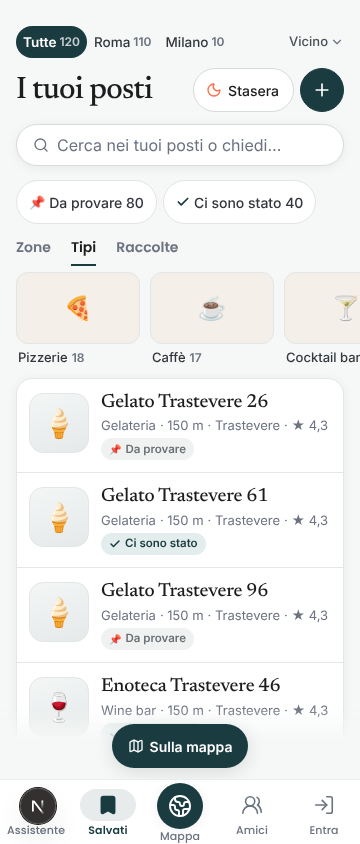 Tutte 120 Roma 110 Milano 10 Vicino
I tuoi posti
Stasera
Cerca nei tuoi posti o chiedi...
Da provare 80 Ci sono stato 40
Zone Tipi Raccolte
Pizzerie 18 Caffè 17 Cocktail bar
Gelato Trastevere 26
Gelateria · 150 m · Trastevere · ★ 4,3
Da provare
Gelato Trastevere 61
Gelateria · 150 m · Trastevere · ★ 4,3
Ci sono stato
Gelato Trastevere 96
Gelateria · 150 m · Trastevere · ★ 4,3
Da provare
Enoteca Trastevere 46
Wine bar · 150 m · Trastevere · ★ 4,3
Sulla mappa
N
Assistente Salvati Mappa Amici Entra